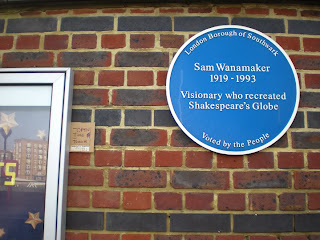 London Borough of Southwark
Sam Wanamaker
1919 - 1993
Visionary who recreated
Shakespeare's Globe
Voted by the People